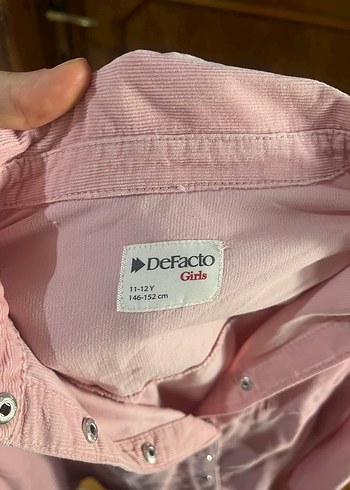 DeFacto
Girls
11-12 Y
146-152 cm